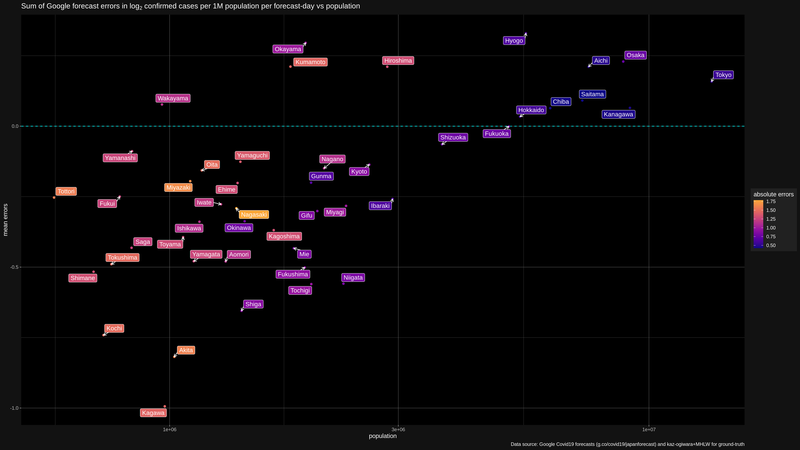 Sum of Google forecast errors in log₂ confirmed cases per 1M population per forecast-day vs population
Hyogo
Okayama
Osaka
Aichi
Kumamoto
Hiroshima
Tokyo
Wakayama
Saitama
Chiba
Hokkaido
Kanagawa
0.0
Fukuoka
Shizuoka
Yamanashi
Yamaguchi
Nagano
Oita
Kyoto
Gunma
Miyazaki
Ehime
Tottori
Fukui
Iwate
Ibaraki
Nagasaki
Gifu
Miyagi
Ishikawa
Okinawa
Kagoshima
Saga
Toyama
Yamagata
Aomori
Mie
Tokushima
-0.5
Shimane
Fukushima
Niigata
Tochigi
Shiga
Kochi
Akita
Kagawa
-1.0
mean errors
1e+06
3e+06
1e+07
population
absolute errors
1.75
1.50
1.25
1.00
0.75
0.50
Data source: Google Covid19 forecasts (g.co/covid19/japanforecast) and kaz-ogiwara+MHLW for ground-truth